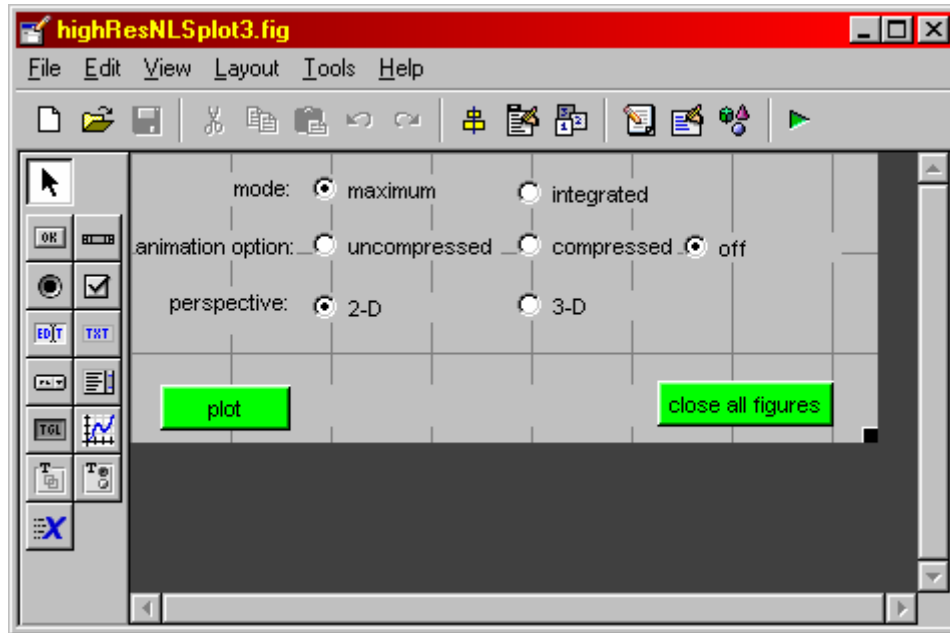 highResNLSplot3.fig
File Edit View Layout Tools Help
mode: maximum integrated
animation option: uncompressed compressed off
perspective: 2-D 3-D
plot close all figures
OK
EDIT TXT
TGL
T T
X